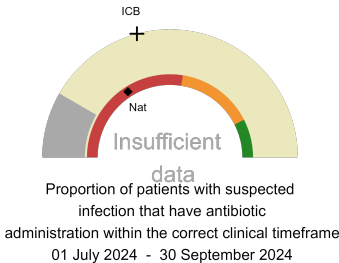 ICB
Nat
Insufficient
data
Proportion of patients with suspected
infection that have antibiotic
administration within the correct clinical timeframe
01 July 2024 - 30 September 2024